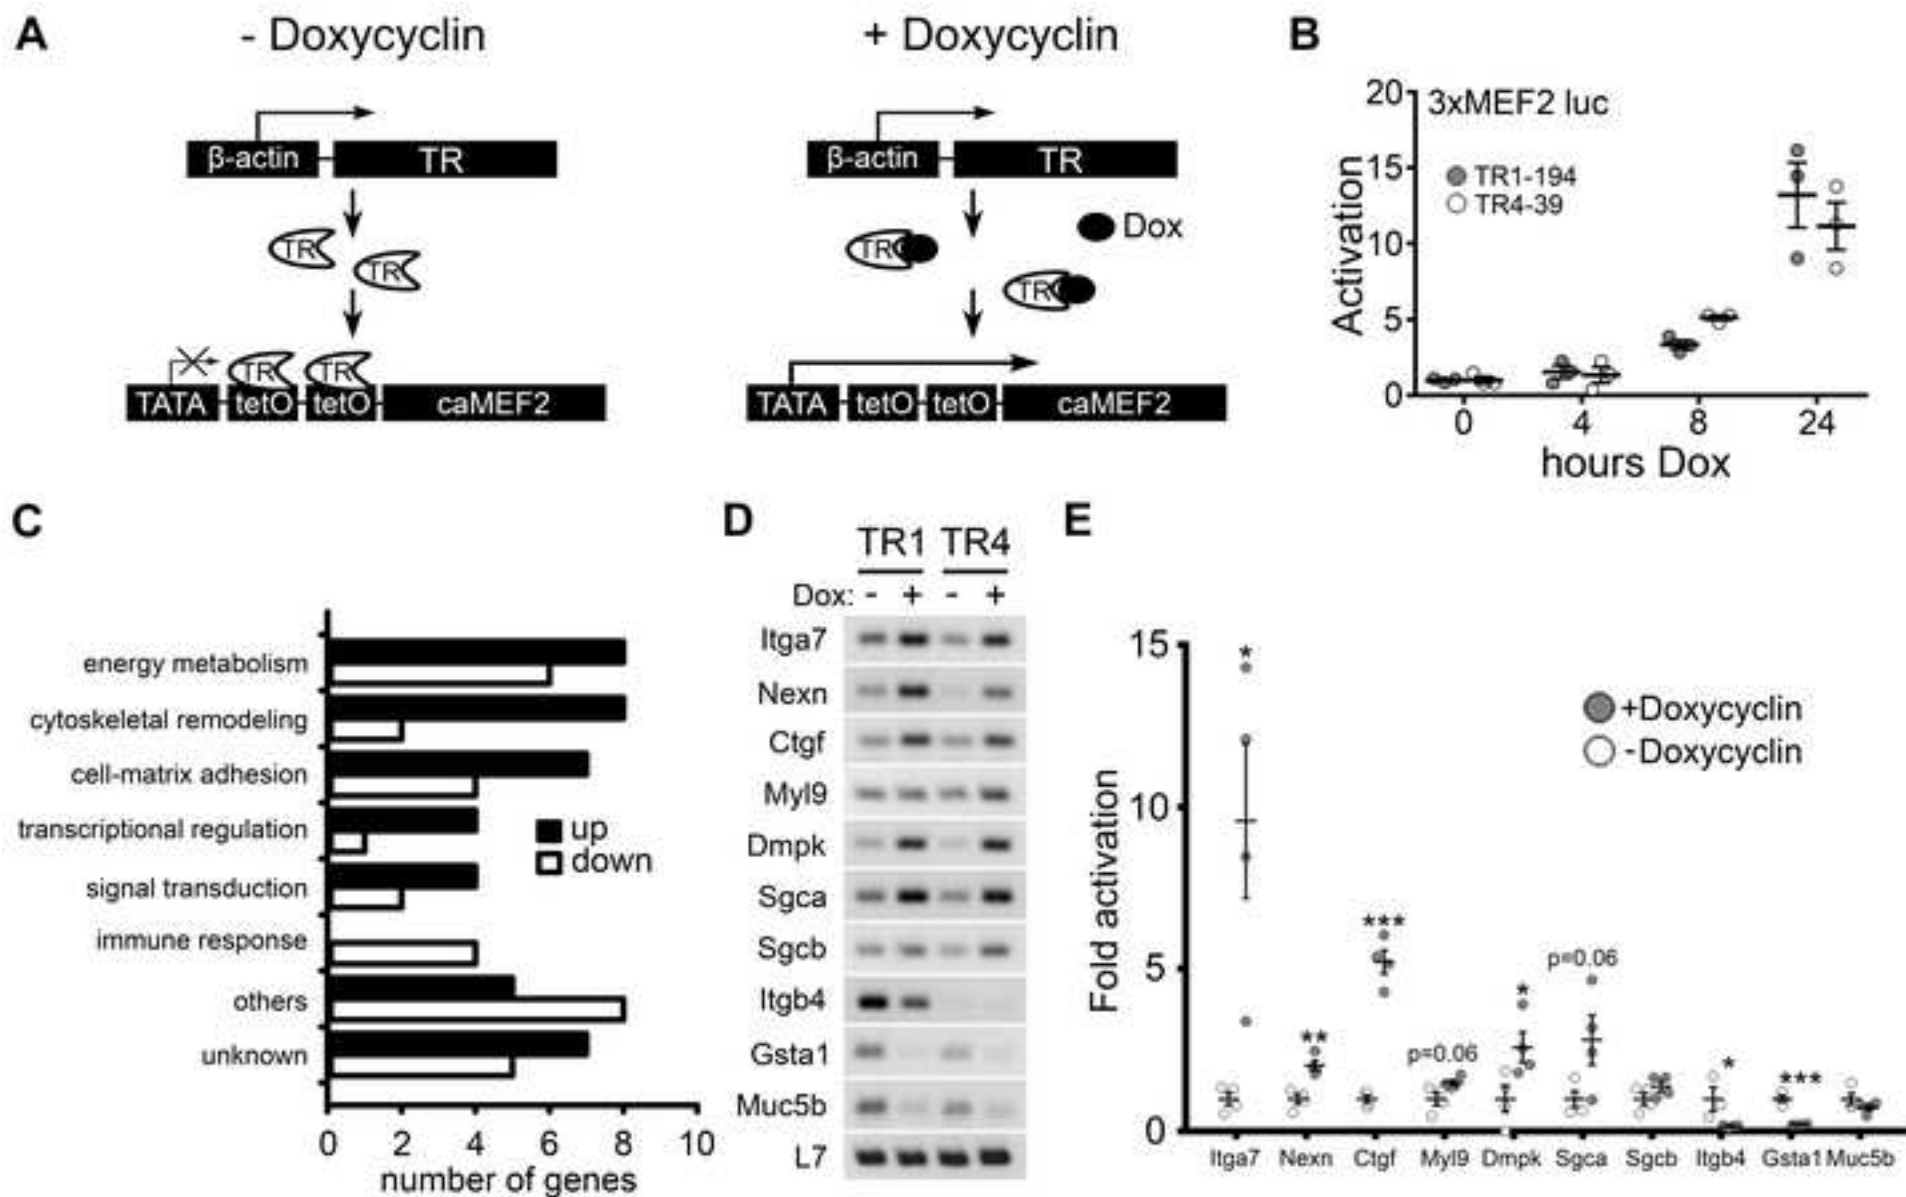 A
- Doxycyclin
+ Doxycyclin
β-actin TR
β-actin TR
TR TR
TR TR Dox
TR TR
TATA tetO tetO caMEF2
TATA tetO tetO caMEF2
B
3xMEF2 luc
TR1-194
TR4-39
Activation
20
15
10
5
0
0 4 8 24
hours Dox
C
energy metabolism
cytoskeletal remodeling
cell-matrix adhesion
transcriptional regulation
signal transduction
immune response
others
unknown
up
down
0 2 4 6 8 10
number of genes
D
TR1 TR4
Dox: - + - +
Itga7
Nexn
Ctgf
Myl9
Dmpk
Sgca
Sgcb
Itgb4
Gsta1
Muc5b
L7
E
Fold activation
15
10
5
0
+Doxycyclin
-Doxycyclin
*
**
***
p=0.06
*
p=0.06
*
***
Itga7 Nexn Ctgf Myl9 Dmpk Sgca Sgcb Itgb4 Gsta1 Muc5b